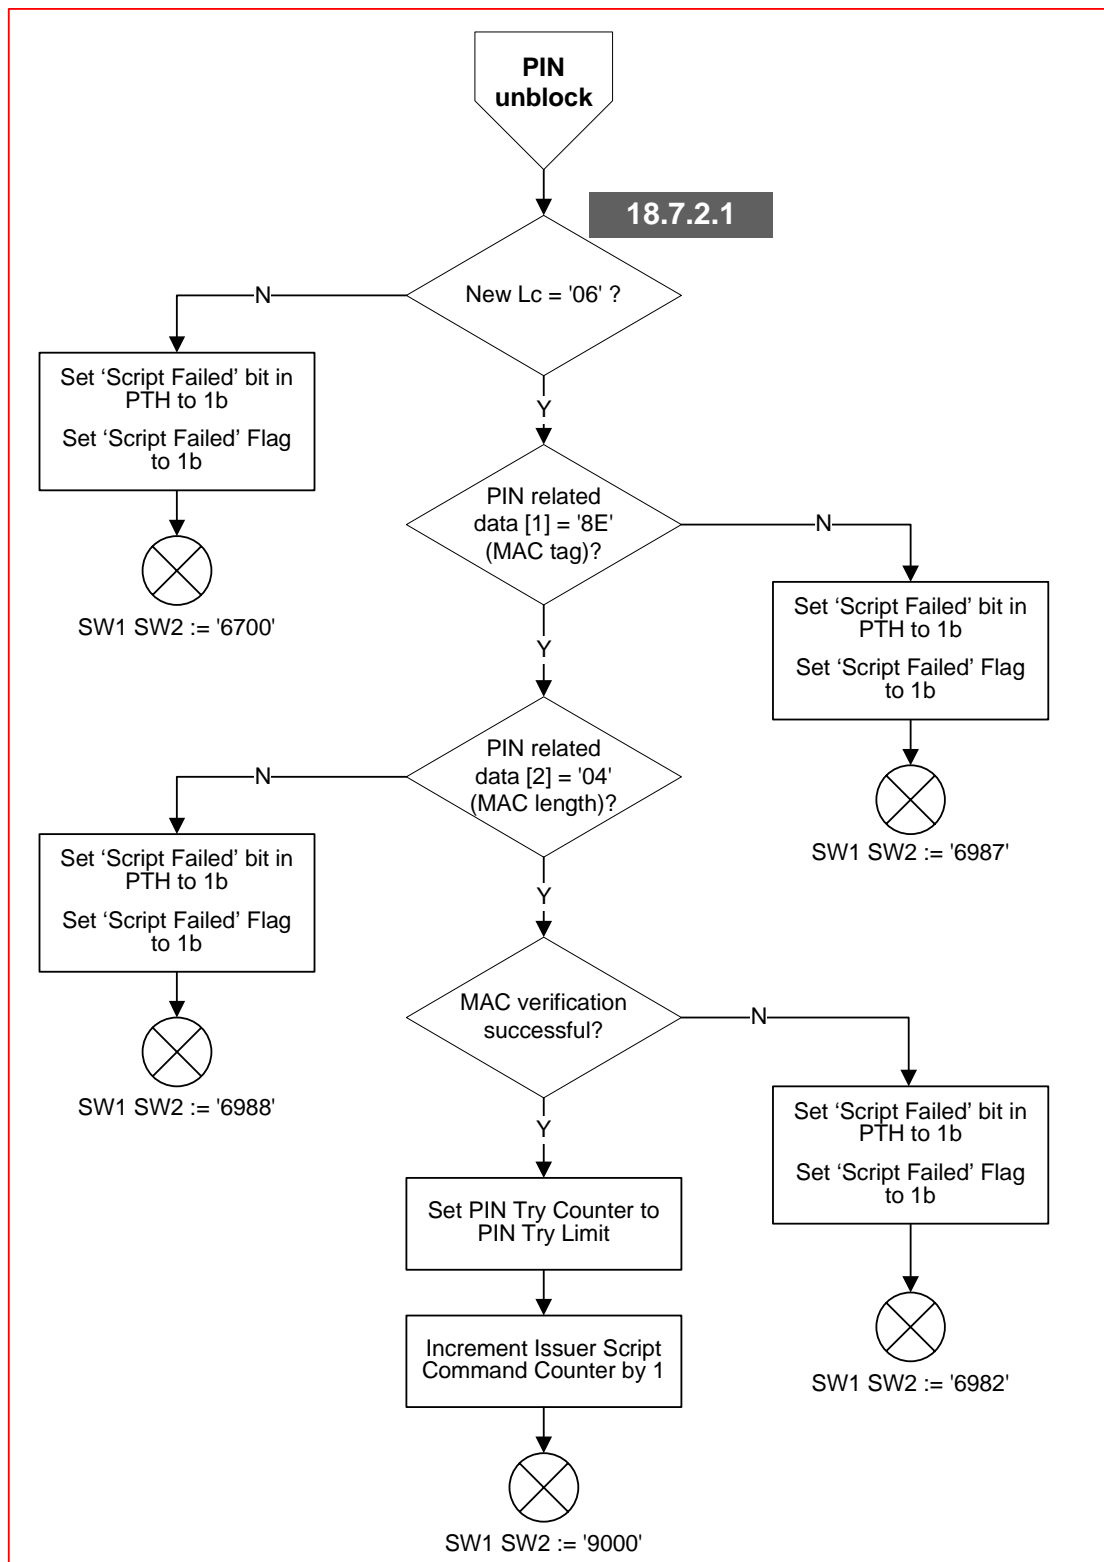 PIN
unblock
18.7.2.1
New Lc = '06' ?
N
Set ‘Script Failed’ bit in
PTH to 1b
Set ‘Script Failed’ Flag
to 1b
SW1 SW2 := '6700'
Y
PIN related
data [1] = '8E'
(MAC tag)?
N
Set ‘Script Failed’ bit in
PTH to 1b
Set ‘Script Failed’ Flag
to 1b
SW1 SW2 := '6987'
Y
PIN related
data [2] = '04'
(MAC length)?
N
Set ‘Script Failed’ bit in
PTH to 1b
Set ‘Script Failed’ Flag
to 1b
SW1 SW2 := '6988'
Y
MAC verification
successful?
N
Set ‘Script Failed’ bit in
PTH to 1b
Set ‘Script Failed’ Flag
to 1b
SW1 SW2 := '6982'
Y
Set PIN Try Counter to
PIN Try Limit
Increment Issuer Script
Command Counter by 1
SW1 SW2 := '9000'